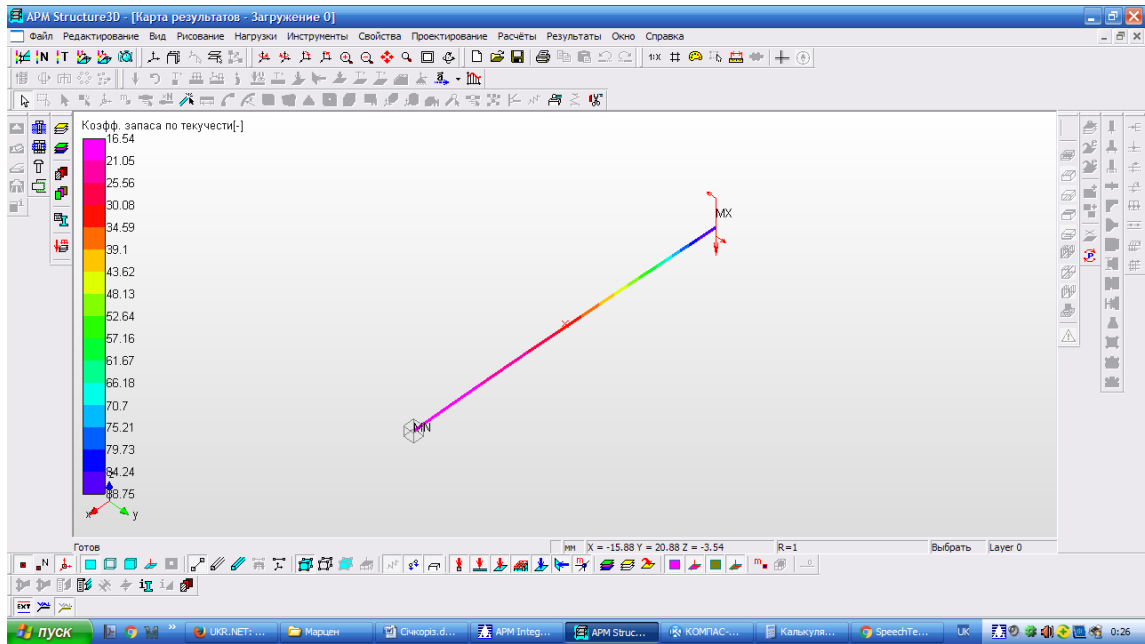 APM Structure3D - [Карта результатов - Загружение 0]
Файл Редактирование Вид Рисование Нагрузки Инструменты Свойства Проектирование Расчёты Результаты Окно Справка
Коэфф. запаса по текучести[-]
16.54
21.05
25.56
30.08
34.59
39.1
43.62
48.13
52.64
57.16
61.67
66.18
70.7
75.21
79.73
84.24
88.75
MX
MN
z
x
y
Готов
мм X = -15.88 Y = 20.88 Z = -3.54 R=1 Выбрать Layer 0
EXT
пуск
UKR.NET: ... Марцен Січкоріз.d... APM Integ... APM Struc... КОМПАС-... Калькуля... SpeechTe... UK 0:26